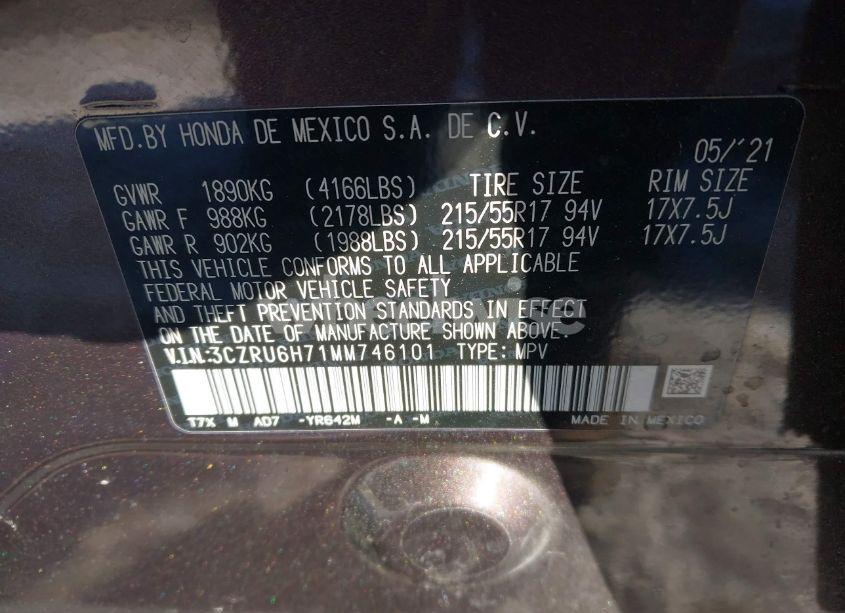 MFD.BY HONDA DE MEXICO S.A. DE C.V.
05/'21
GVWR 1890KG (4166LBS) TIRE SIZE RIM SIZE
GAWR F 988KG (2178LBS) 215/55R17 94V 17X7.5J
GAWR R 902KG (1988LBS) 215/55R17 94V 17X7.5J
THIS VEHICLE CONFORMS TO ALL APPLICABLE
FEDERAL MOTOR VEHICLE SAFETY
AND THEFT PREVENTION STANDARDS IN EFFECT
ON THE DATE OF MANUFACTURE SHOWN ABOVE.
V.I.N:3CZRU6H71MM746101 TYPE: MPV
T7X M AD7 -YR642M -A -M MADE IN MEXICO